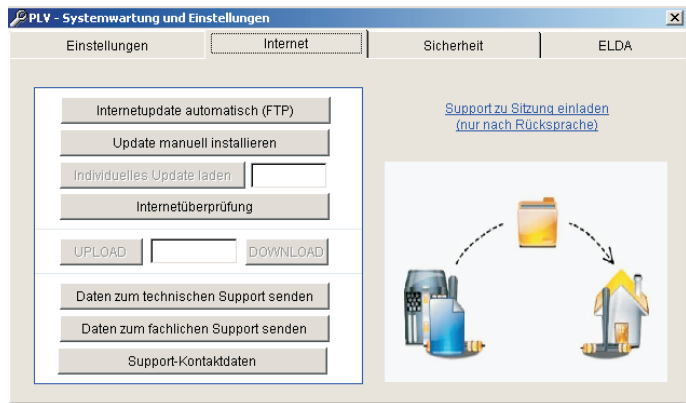 PLV - Systemwartung und Einstellungen
Einstellungen
Internet
Sicherheit
ELDA
Internetupdate automatisch (FTP)
Update manuell installieren
Individuelles Update laden
Internetüberprüfung
UPLOAD
DOWNLOAD
Daten zum technischen Support senden
Daten zum fachlichen Support senden
Support-Kontaktdaten
Support zu Sitzung einladen
(nur nach Rücksprache)